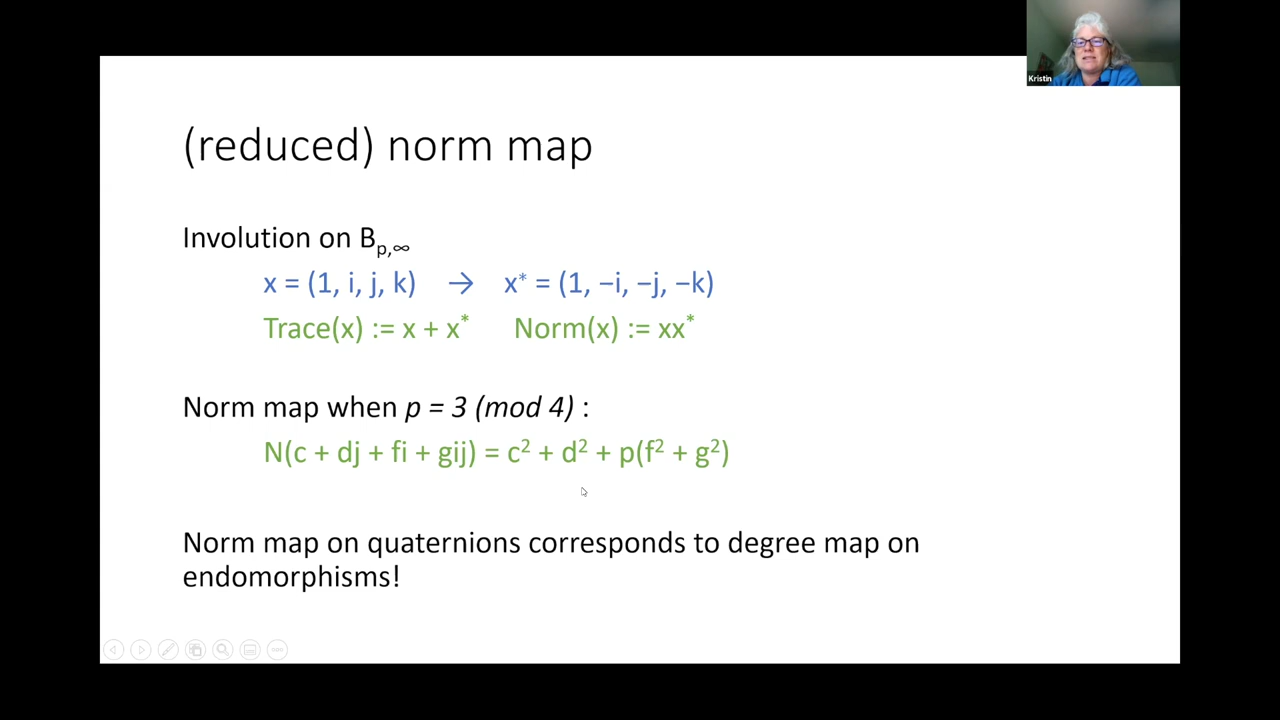 Kristin
(reduced) norm map
Involution on B_{p,∞}
x = (1, i, j, k) → x* = (1, −i, −j, −k)
Trace(x) := x + x* Norm(x) := xx*
Norm map when p = 3 (mod 4) :
N(c + dj + fi + gij) = c² + d² + p(f² + g²)
Norm map on quaternions corresponds to degree map on
endomorphisms!